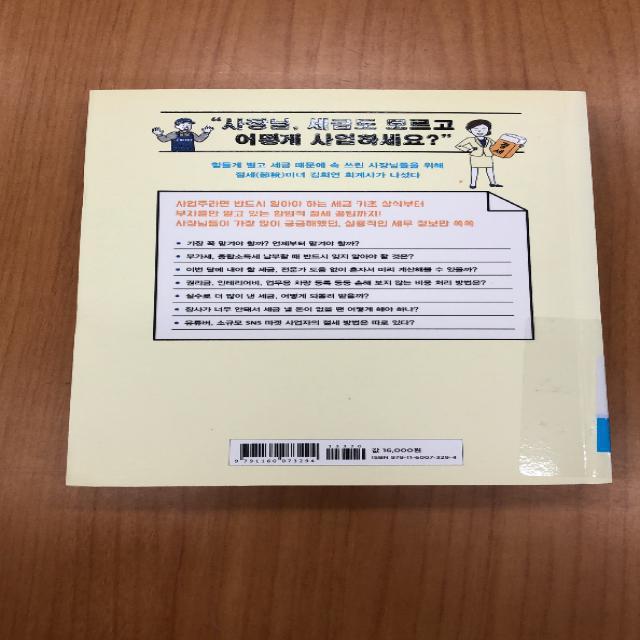 “사장님, 세금도 모르고
어떻게 사업하세요?”
힘들게 벌고 세금 때문에 속 쓰린 사장님들을 위해
절세(節稅)미녀 김희연 회계사가 나섰다
사업주라면 반드시 알아야 하는 세금 기초 상식부터
부자들만 알고 있는 합법적 절세 꿀팁까지!
사장님들이 가장 많이 궁금해했던, 실용적인 세무 정보만 쏙쏙
• 기장 꼭 맡겨야 할까? 언제부터 맡겨야 할까?
• 부가세, 종합소득세 납부할 때 반드시 잊지 말아야 할 것은?
• 이번 달에 내야 할 세금, 전문가 도움 없이 혼자서 미리 계산해볼 수 있을까?
• 권리금, 인테리어비, 업무용 차량 등록 등등 손해 보지 않는 비용 처리 방법은?
• 실수로 더 많이 낸 세금, 어떻게 되돌려 받을까?
• 장사가 너무 안돼서 세금 낼 돈이 없을 땐 어떻게 해야 하나?
• 유튜버, 소규모 SNS 마켓 사업자의 절세 방법은 따로 있다?
13320
9 791160 073294
값 16,000원
ISBN 979-11-6007-329-4